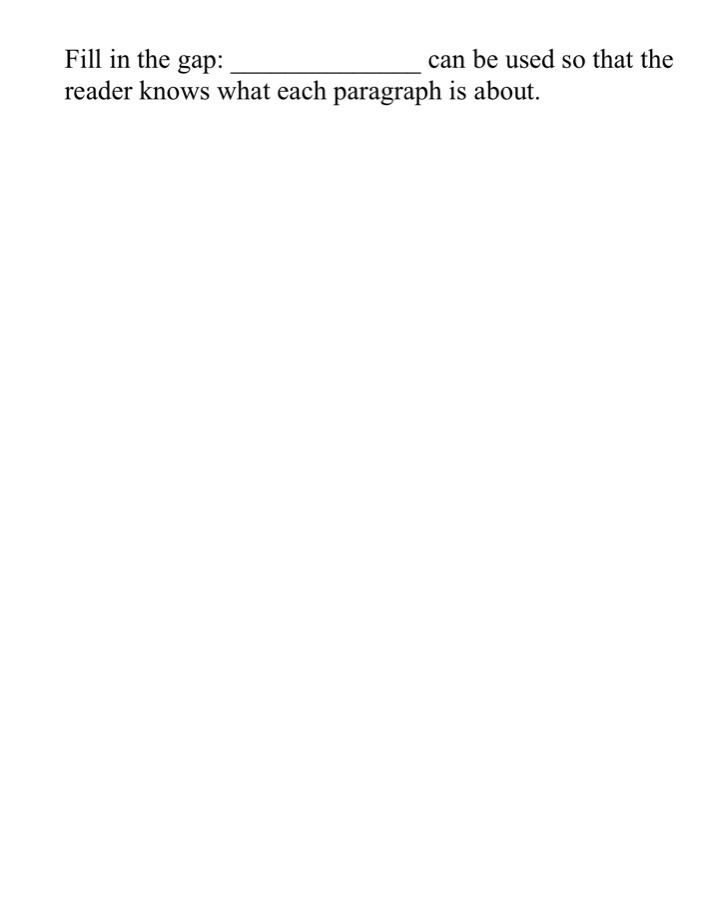 Fill in the gap: ______________ can be used so that the
reader knows what each paragraph is about.